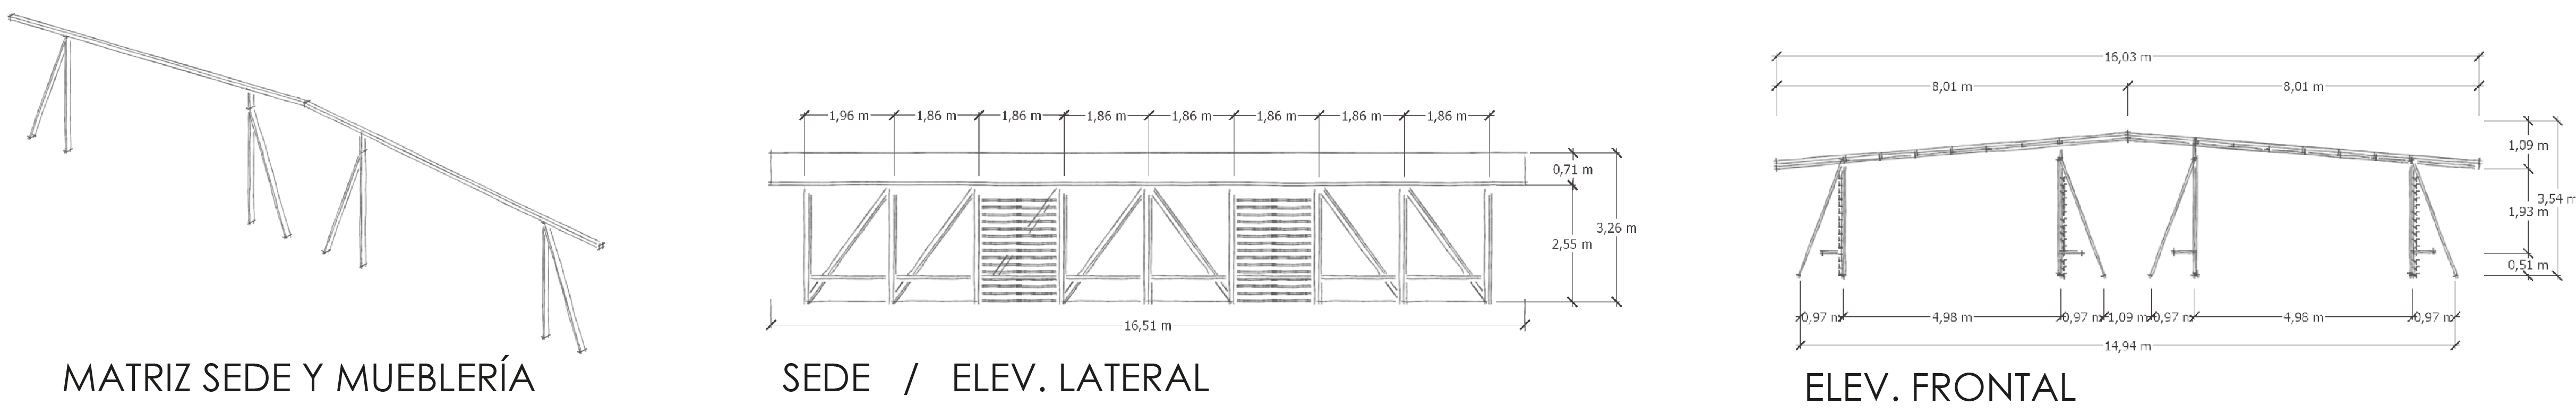 MATRIZ SEDE Y MUEBLERÍA
1,96 m 1,86 m 1,86 m 1,86 m 1,86 m 1,86 m 1,86 m 1,86 m
0,71 m
3,26 m
2,55 m
16,51 m
SEDE / ELEV. LATERAL
16,03 m
8,01 m 8,01 m
1,09 m
3,54 m
1,93 m
0,51 m
0,97 m 4,98 m 0,97 m 1,09 m 0,97 m 4,98 m 0,97 m
14,94 m
ELEV. FRONTAL